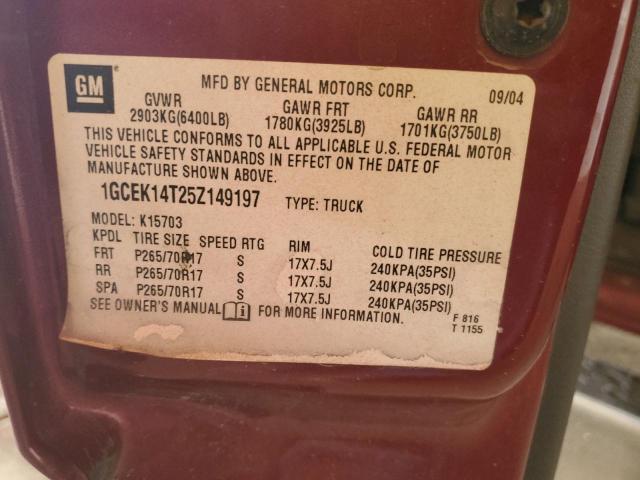 GM
MFD BY GENERAL MOTORS CORP. 09/04
GVWR GAWR FRT GAWR RR
2903KG(6400LB) 1780KG(3925LB) 1701KG(3750LB)
THIS VEHICLE CONFORMS TO ALL APPLICABLE U.S. FEDERAL MOTOR
VEHICLE SAFETY STANDARDS IN EFFECT ON THE DATE OF
MANUFACTURE SHOWN ABOVE.
1GCEK14T25Z149197 TYPE: TRUCK
MODEL: K15703
KPDL TIRE SIZE SPEED RTG RIM COLD TIRE PRESSURE
FRT P265/70R17 S 17X7.5J 240KPA(35PSI)
RR P265/70R17 S 17X7.5J 240KPA(35PSI)
SPA P265/70R17 S 17X7.5J 240KPA(35PSI)
SEE OWNER'S MANUAL FOR MORE INFORMATION.
F 816
T 1155